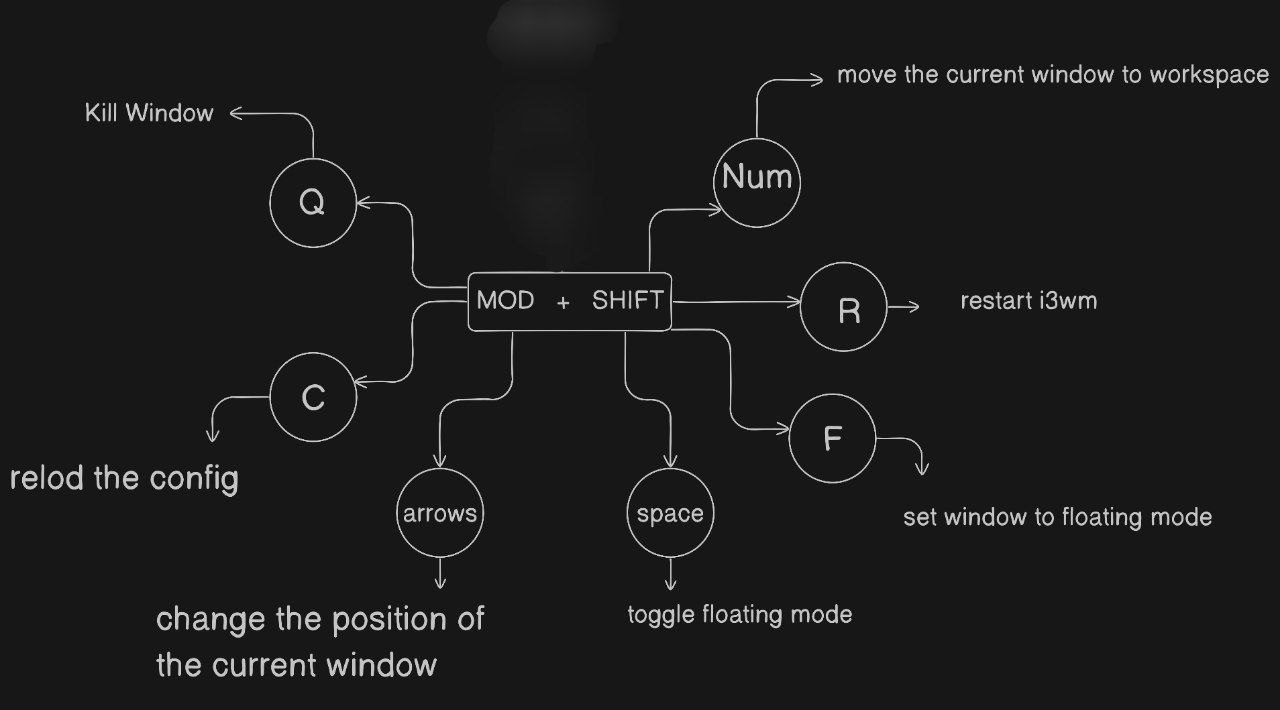 move the current window to workspace
Kill Window
Num
Q
MOD + SHIFT
R
restart i3wm
C
F
relod the config
arrows
space
set window to floating mode
change the position of
the current window
toggle floating mode